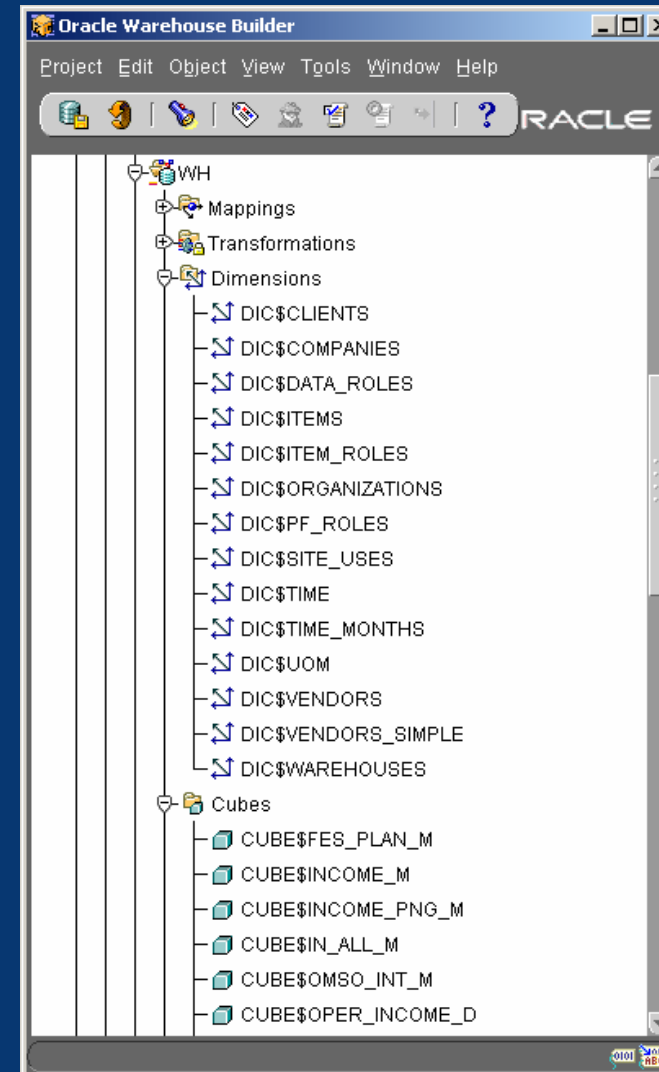 Oracle Warehouse Builder
Project Edit Object View Tools Window Help
ORACLE
WH
Mappings
Transformations
Dimensions
DIC$CLIENTS
DIC$COMPANIES
DIC$DATA_ROLES
DIC$ITEMS
DIC$ITEM_ROLES
DIC$ORGANIZATIONS
DIC$PF_ROLES
DIC$SITE_USES
DIC$TIME
DIC$TIME_MONTHS
DIC$UOM
DIC$VENDORS
DIC$VENDORS_SIMPLE
DIC$WAREHOUSES
Cubes
CUBE$FES_PLAN_M
CUBE$INCOME_M
CUBE$INCOME_PNG_M
CUBE$IN_ALL_M
CUBE$OMSO_INT_M
CUBE$OPER_INCOME_D